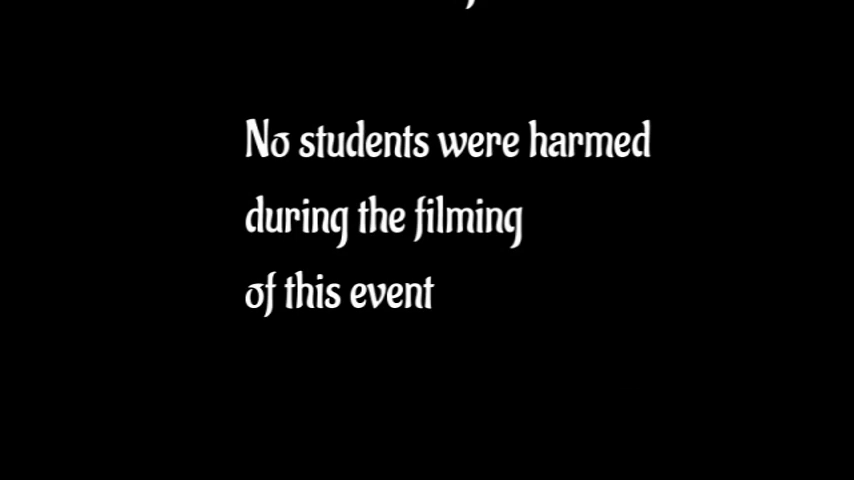 No students were harmed
during the filming
of this event